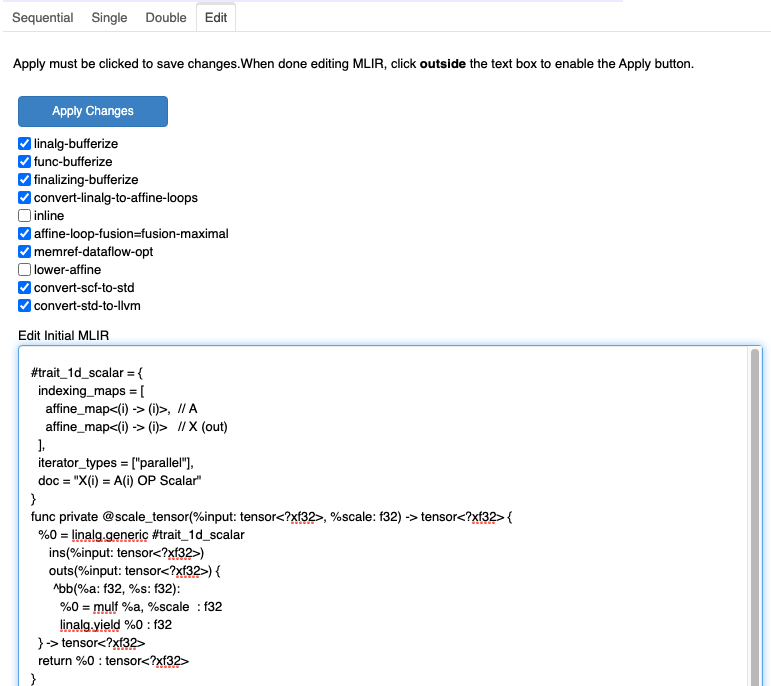 Sequential Single Double Edit
Apply must be clicked to save changes.When done editing MLIR, click outside the text box to enable the Apply button.
Apply Changes
linalg-bufferize
func-bufferize
finalizing-bufferize
convert-linalg-to-affine-loops
inline
affine-loop-fusion=fusion-maximal
memref-dataflow-opt
lower-affine
convert-scf-to-std
convert-std-to-llvm
Edit Initial MLIR
#trait_1d_scalar = {
  indexing_maps = [
    affine_map<(i) -> (i)>,  // A
    affine_map<(i) -> (i)>   // X (out)
  ],
  iterator_types = ["parallel"],
  doc = "X(i) = A(i) OP Scalar"
}
func private @scale_tensor(%input: tensor<?xf32>, %scale: f32) -> tensor<?xf32> {
  %0 = linalg.generic #trait_1d_scalar
     ins(%input: tensor<?xf32>)
     outs(%input: tensor<?xf32>) {
      ^bb(%a: f32, %s: f32):
        %0 = mulf %a, %scale  : f32
        linalg.yield %0 : f32
  } -> tensor<?xf32>
  return %0 : tensor<?xf32>
}